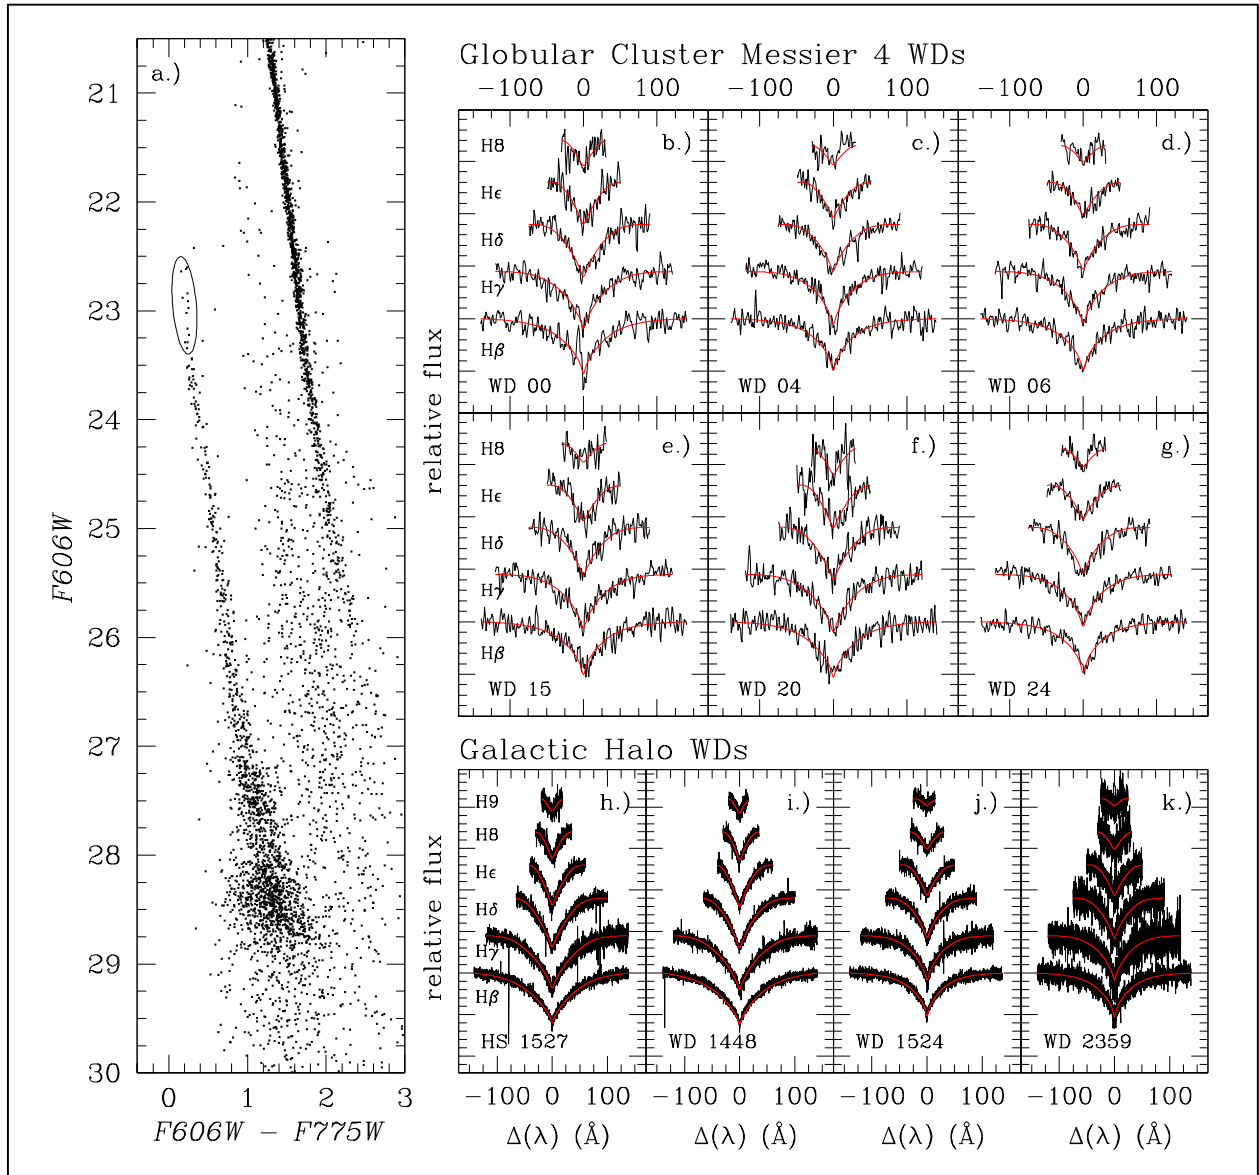 a.)
21
22
23
24
25
26
27
28
29
30
F606W
0 1 2 3
F606W − F775W
Globular Cluster Messier 4 WDs
−100 0 100 −100 0 100 −100 0 100
relative flux
b.)
H8
Hϵ
Hδ
Hγ
Hβ
WD 00
c.)
WD 04
d.)
WD 06
e.)
H8
Hϵ
Hδ
Hγ
Hβ
WD 15
f.)
WD 20
g.)
WD 24
Galactic Halo WDs
relative flux
h.)
H9
H8
Hϵ
Hδ
Hγ
Hβ
HS 1527
i.)
WD 1448
j.)
WD 1524
k.)
WD 2359
−100 0 100 −100 0 100 −100 0 100 −100 0 100
Δ(λ) (Å) Δ(λ) (Å) Δ(λ) (Å) Δ(λ) (Å)